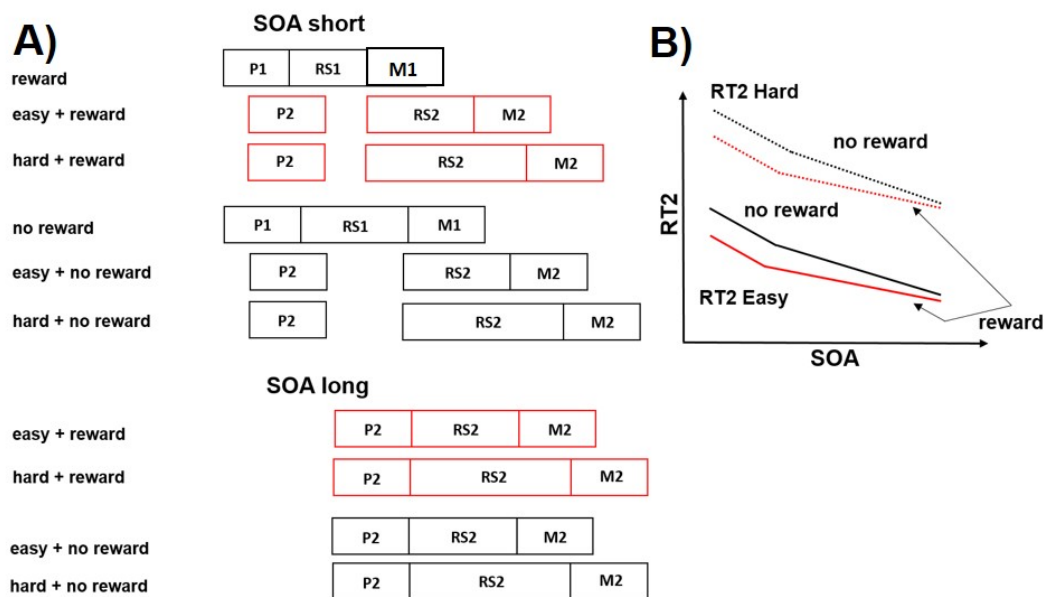 A)
SOA short
reward
P1 RS1 M1
easy + reward
P2 RS2 M2
hard + reward
P2 RS2 M2
no reward
P1 RS1 M1
easy + no reward
P2 RS2 M2
hard + no reward
P2 RS2 M2
SOA long
easy + reward
P2 RS2 M2
hard + reward
P2 RS2 M2
easy + no reward
P2 RS2 M2
hard + no reward
P2 RS2 M2
B)
RT2 Hard
no reward
no reward
RT2
RT2 Easy
reward
SOA